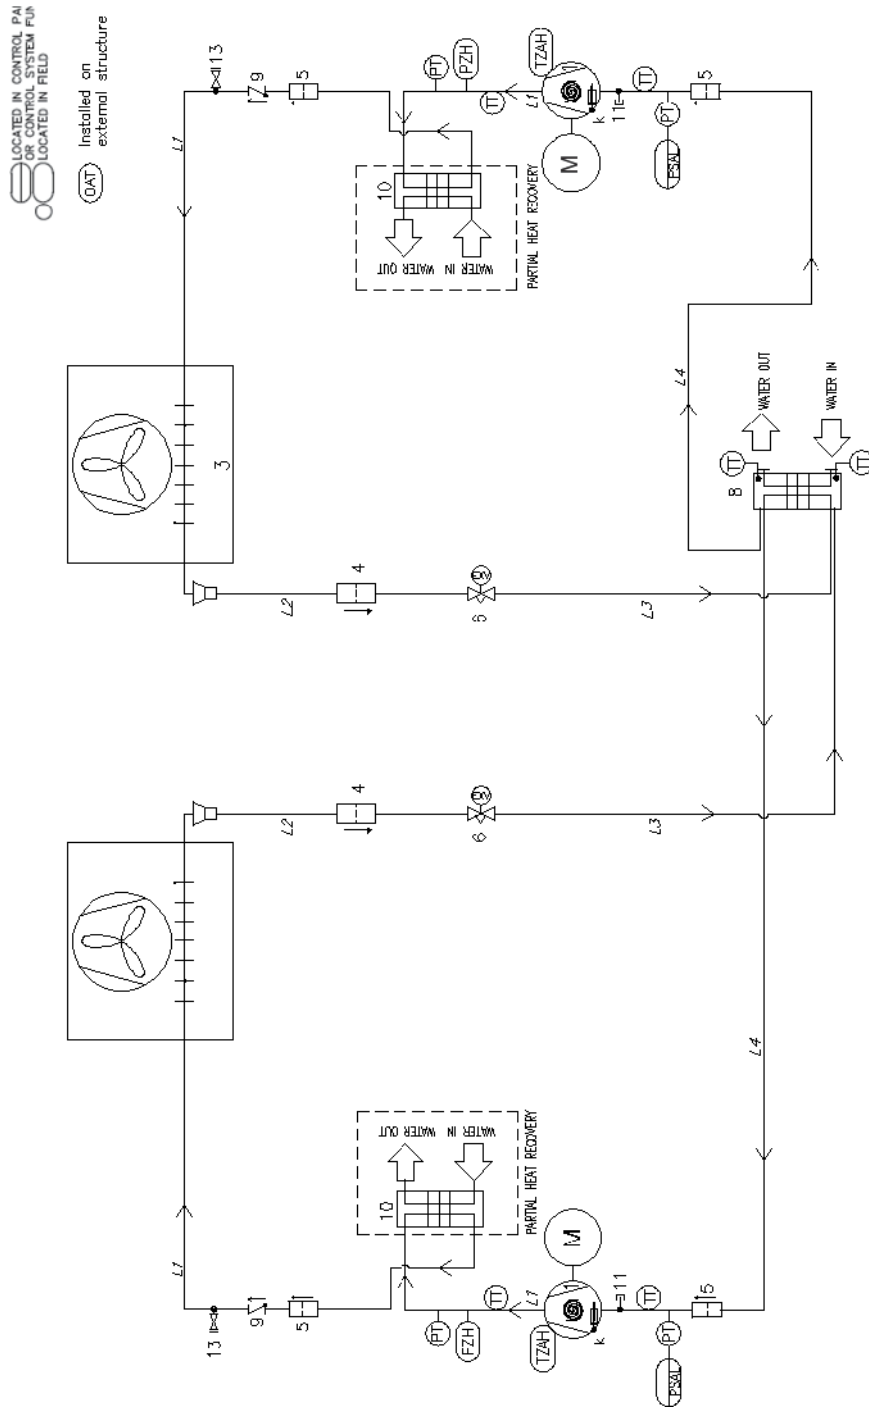 LOCATED IN CONTROL PA
OR CONTROL SYSTEM FUN
LOCATED IN FIELD
OAT
Installed on
external structure
13
9
5
PT
PZH
TZAH
TT
L1
1
k
11
TT
PT
PSAL
5
L1
M
10
WATER OUT
WATER IN
PARTIAL HEAT RECOVERY
3
L4
WATER OUT
WATER IN
TT
TT
8
L2
4
6
L3
L2
4
6
L3
L4
10
WATER OUT
WATER IN
PARTIAL HEAT RECOVERY
M
L1
13
9
5
PT
FZH
TT
L1
TZAH
1
k
11
TT
PT
PSAL
5